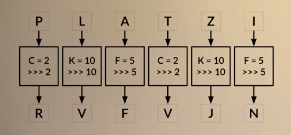 P L A T Z I
C = 2 K = 10 F = 5 C = 2 K = 10 F = 5
>>> 2 >>> 10 >>> 5 >>> 2 >>> 10 >>> 5
R V F V J N